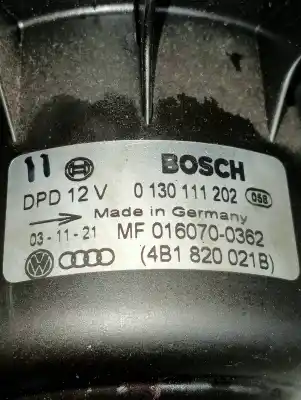 11 BOSCH
DPD 12 V 0 130 111 202 058
Made in Germany
03-11-21 MF 016070-0362
(4B1 820 021B)